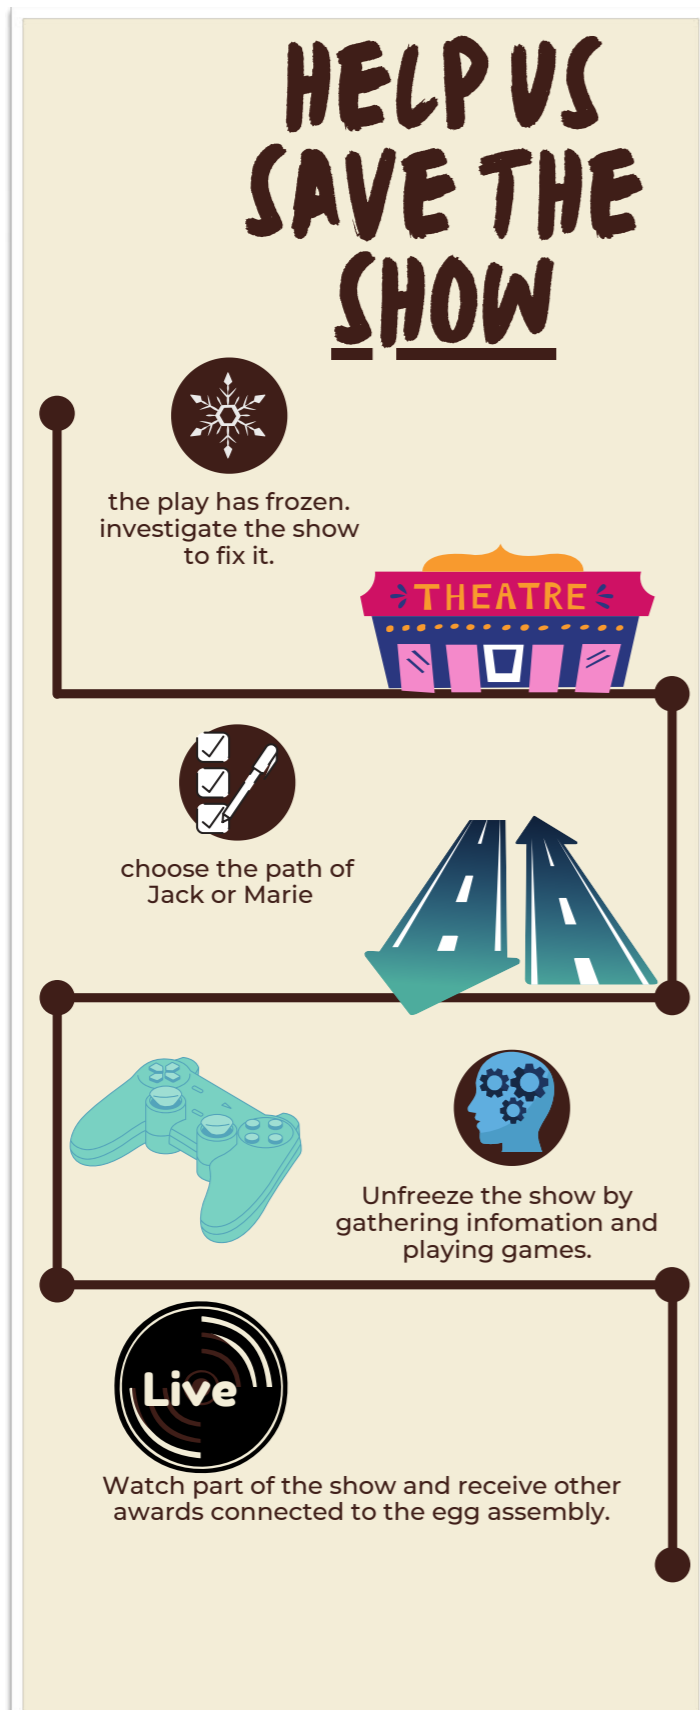 HELP US
SAVE THE
SHOW
the play has frozen.
investigate the show
to fix it.
THEATRE
choose the path of
Jack or Marie
Unfreeze the show by
gathering infomation and
playing games.
Live
Watch part of the show and receive other
awards connected to the egg assembly.